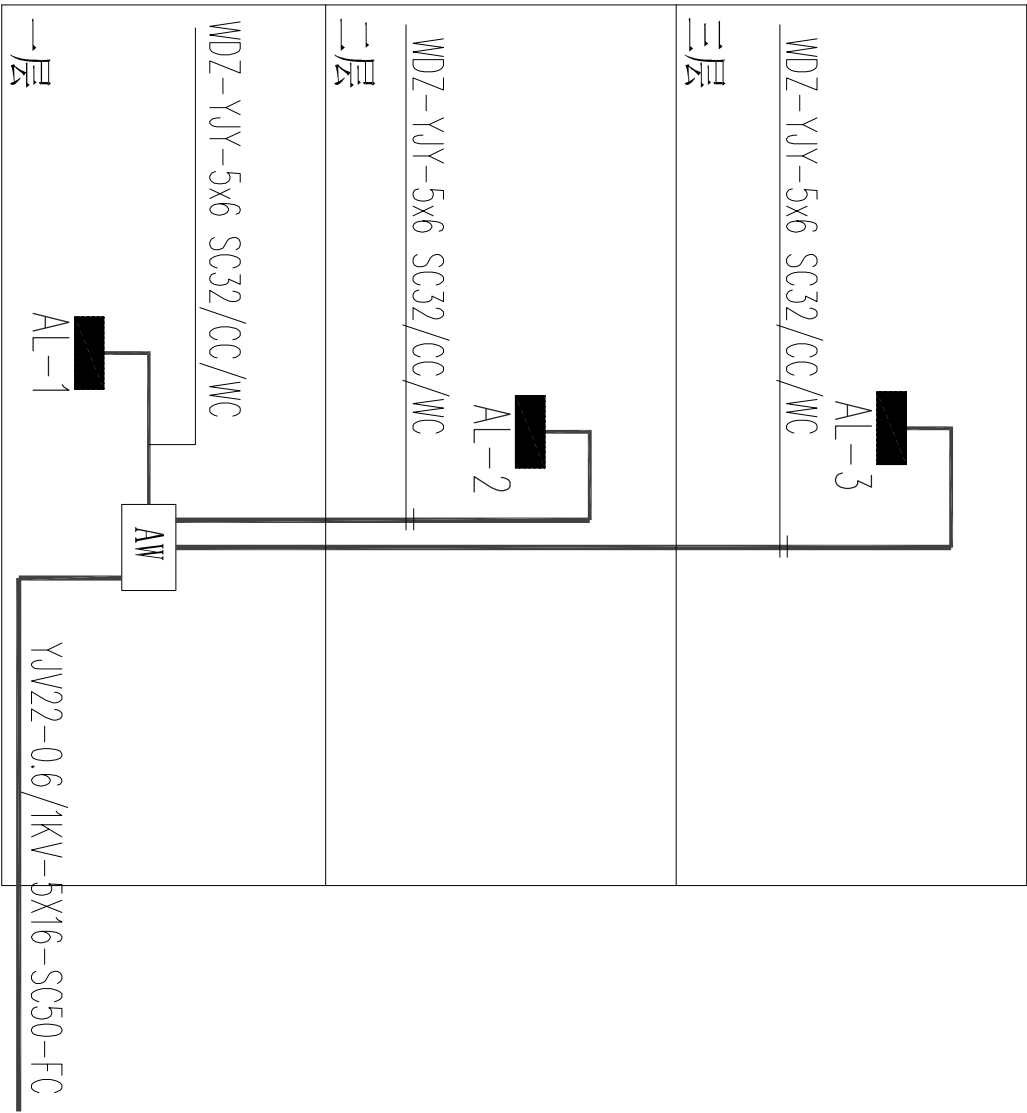 三层
WDZ-YJY-5x6 SC32/CC/WC
AL-3
二层
WDZ-YJY-5x6 SC32/CC/WC
AL-2
一层
WDZ-YJY-5x6 SC32/CC/WC
AL-1
AW
YJV22-0.6/1KV-5X16-SC50-FC